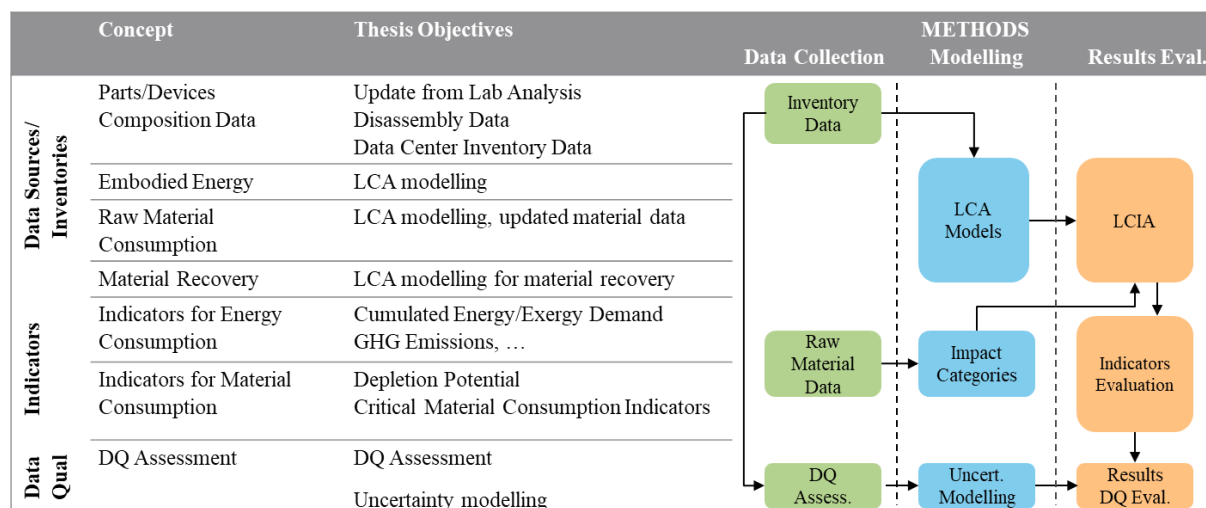 Concept
Thesis Objectives
METHODS
Data Collection
Modelling
Results Eval.
Data Sources/
Inventories
Parts/Devices
Composition Data
Update from Lab Analysis
Disassembly Data
Data Center Inventory Data
Embodied Energy
LCA modelling
Raw Material
Consumption
LCA modelling, updated material data
Material Recovery
LCA modelling for material recovery
Indicators
Indicators for Energy
Consumption
Cumulated Energy/Exergy Demand
GHG Emissions, …
Indicators for Material
Consumption
Depletion Potential
Critical Material Consumption Indicators
Data
Qual
DQ Assessment
DQ Assessment
Uncertainty modelling
Inventory
Data
LCA
Models
LCIA
Raw
Material
Data
Impact
Categories
Indicators
Evaluation
DQ
Assess.
Uncert.
Modelling
Results
DQ Eval.